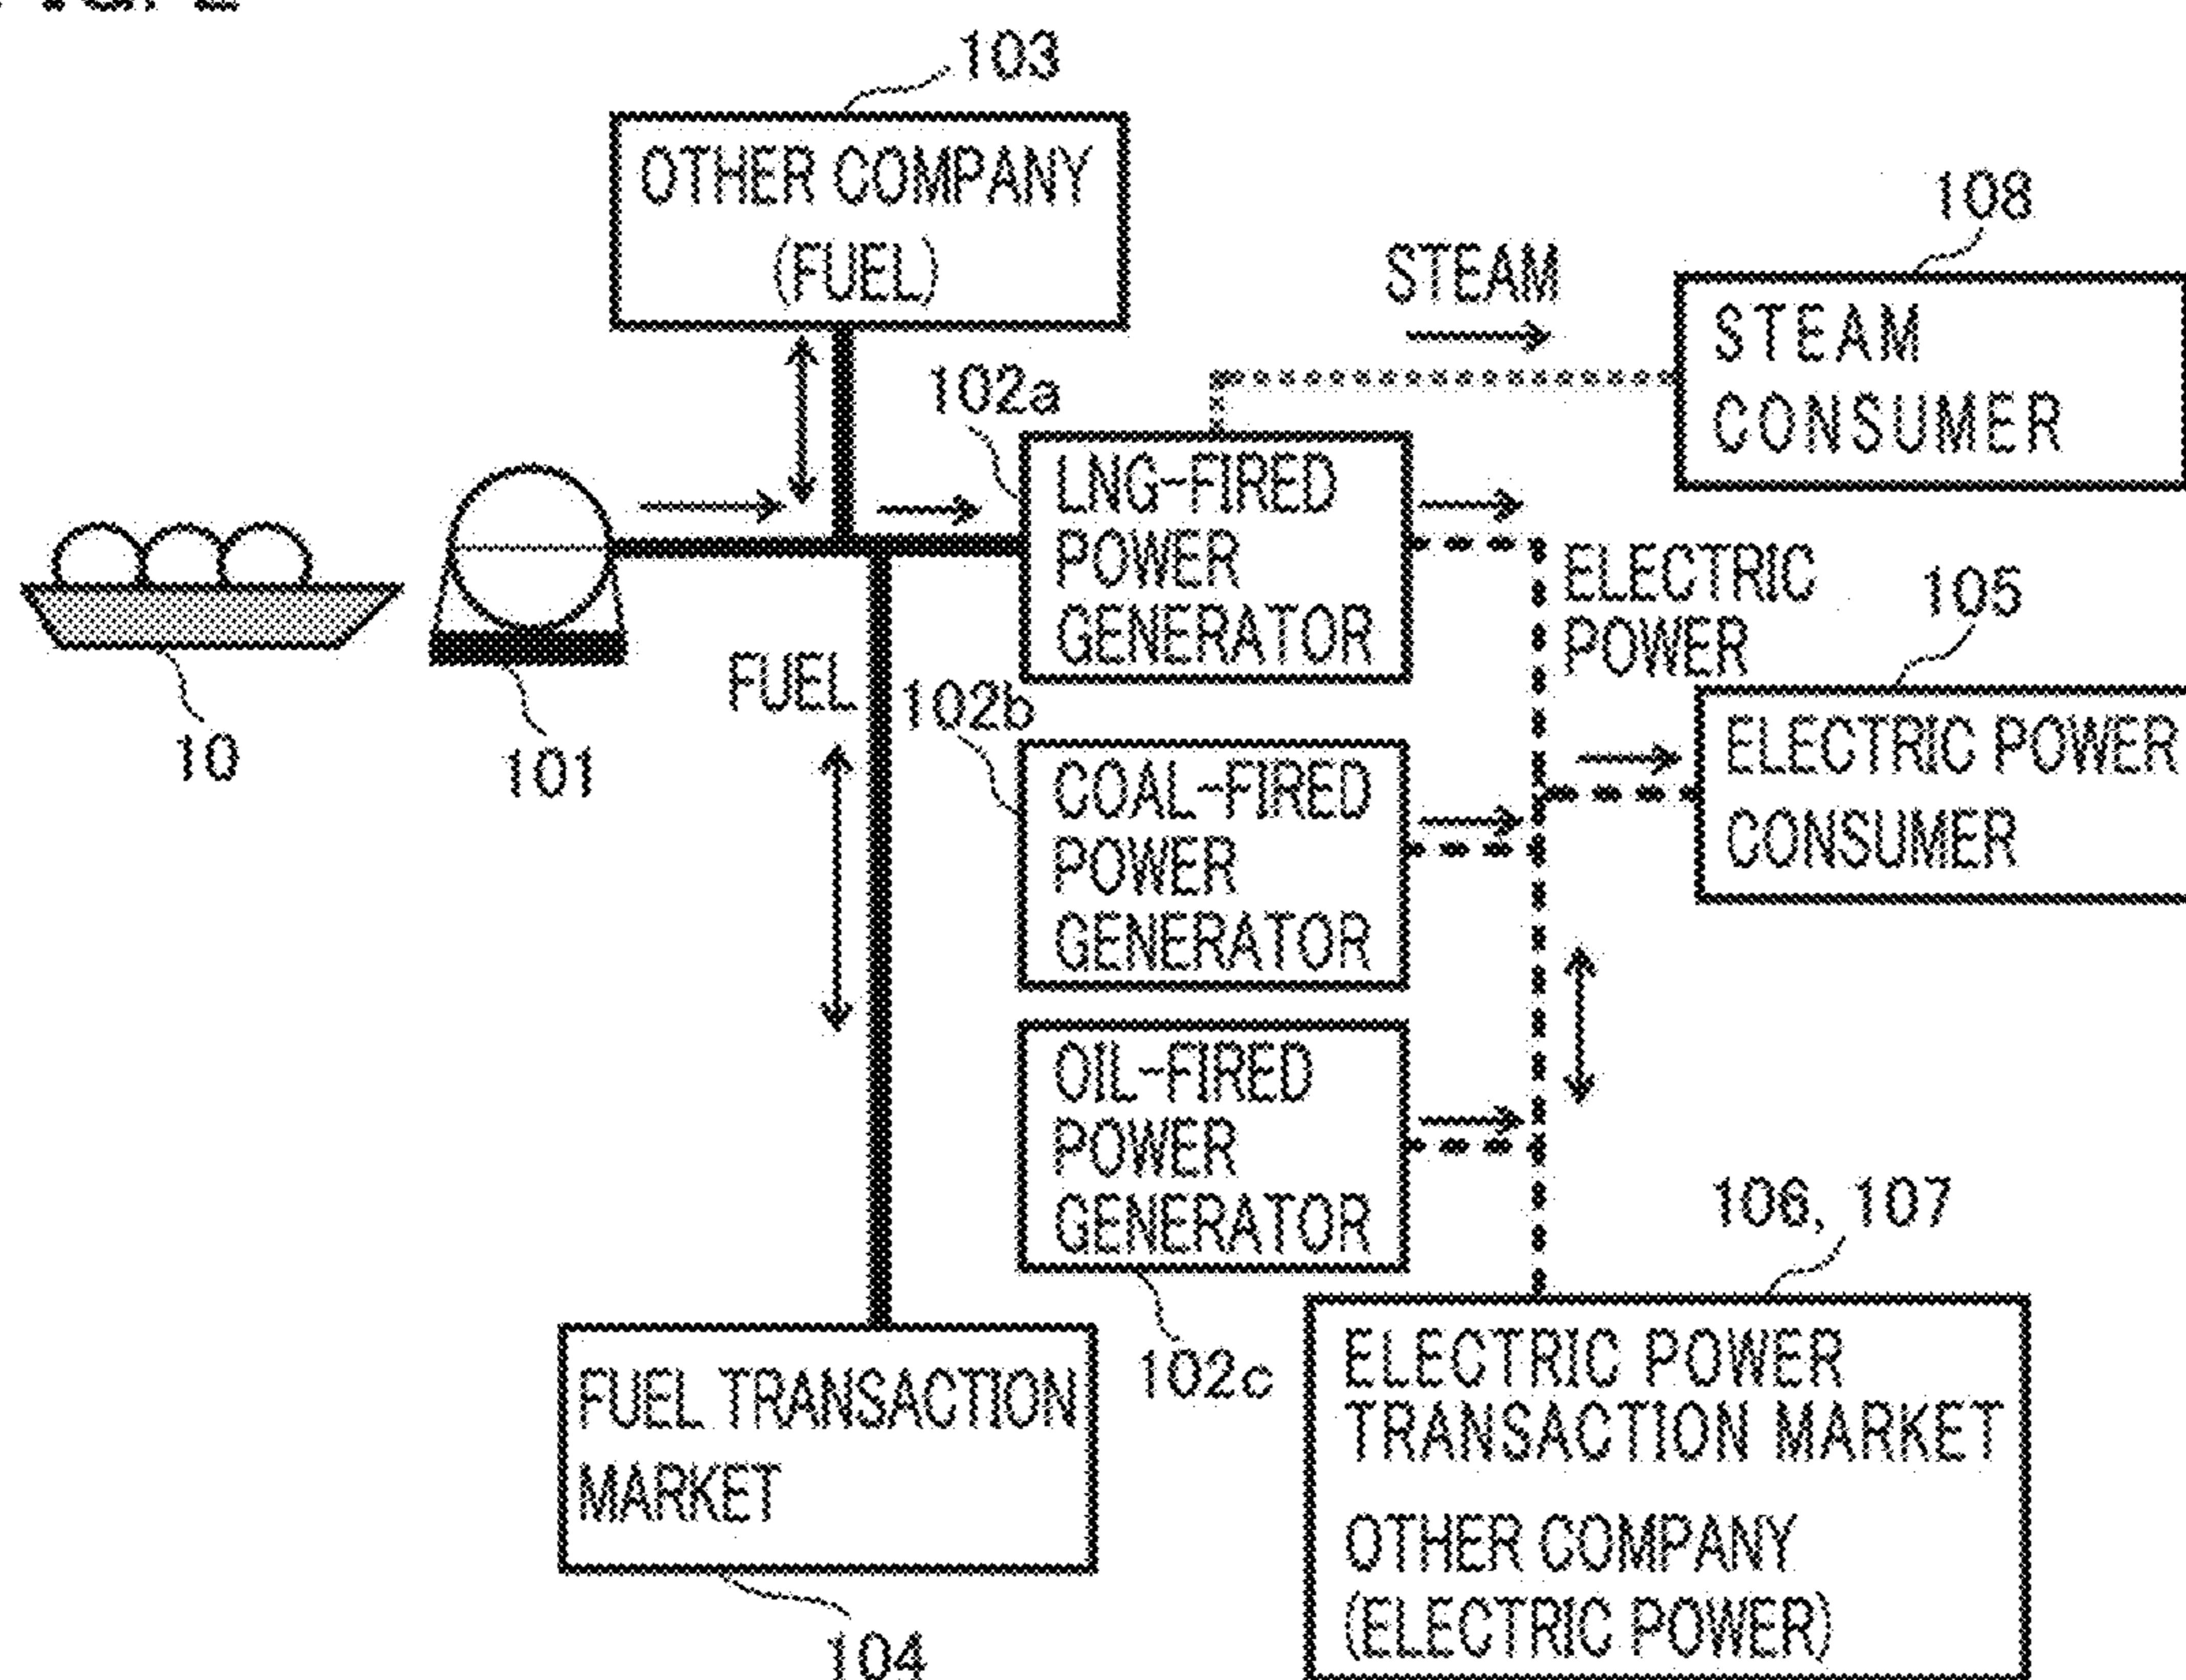 103
OTHER COMPANY
(FUEL)
108
STEAM
STEAM
CONSUMER
102a
LNG-FIRED
POWER
GENERATOR
ELECTRIC
POWER
105
ELECTRIC POWER
CONSUMER
10
101
FUEL
102b
COAL-FIRED
POWER
GENERATOR
OIL-FIRED
POWER
GENERATOR
102c
106, 107
FUEL TRANSACTION
MARKET
104
ELECTRIC POWER
TRANSACTION MARKET
OTHER COMPANY
(ELECTRIC POWER)